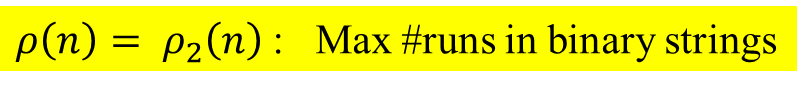 ρ(n) = ρ₂(n) : Max #runs in binary strings